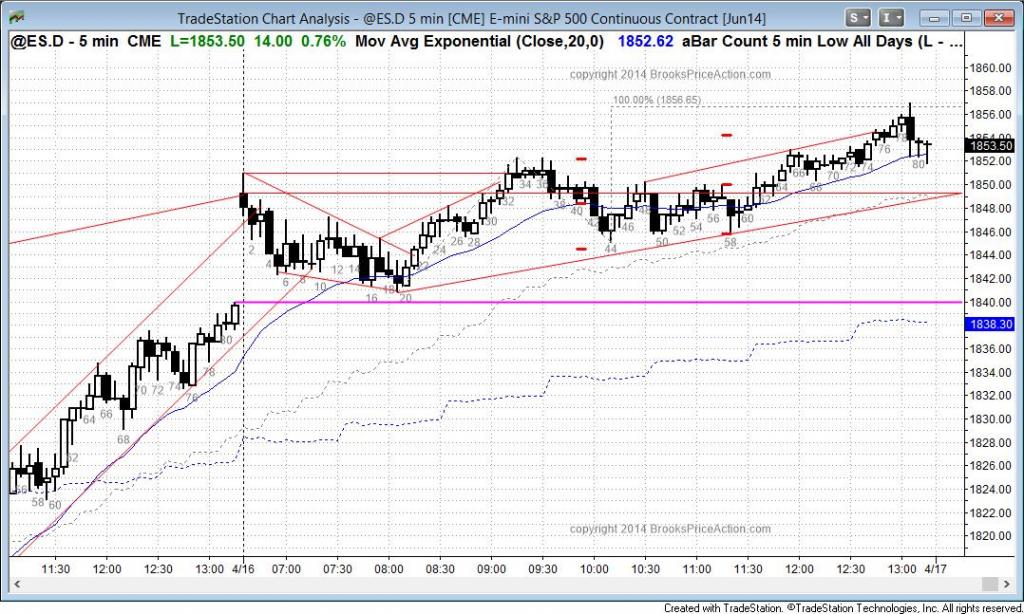 TradeStation Chart Analysis - @ES.D 5 min [CME] E-mini S&P 500 Continuous Contract [Jun14]
S I
@ES.D - 5 min CME L=1853.50 14.00 0.76% Mov Avg Exponential (Close,20,0) 1852.62 aBar Count 5 min Low All Days (L - ...
copyright 2014 BrooksPriceAction.com
100.00% (1856.65)
1860.00
1858.00
1856.00
1854.00
1853.50
1852.00
1850.00
1848.00
1846.00
1844.00
1842.00
1840.00
1838.30
1836.00
1834.00
1832.00
1830.00
1828.00
1826.00
1824.00
1822.00
1820.00
58 60 62 64 66 68 70 72 74 76 78 80
2 4 6 8 10 12 14 16 18 20 22 24 26 28 30 32 34 36 38 40 42 44 46 48 50 52 54 56 58 60 62 64 66 68 70 72 74 76 78 80
copyright 2014 BrooksPriceAction.com
11:30 12:00 12:30 13:00 4/16 07:00 07:30 08:00 08:30 09:00 09:30 10:00 10:30 11:00 11:30 12:00 12:30 13:00 4/17
Created with TradeStation. ©TradeStation Technologies, Inc. All rights reserved.